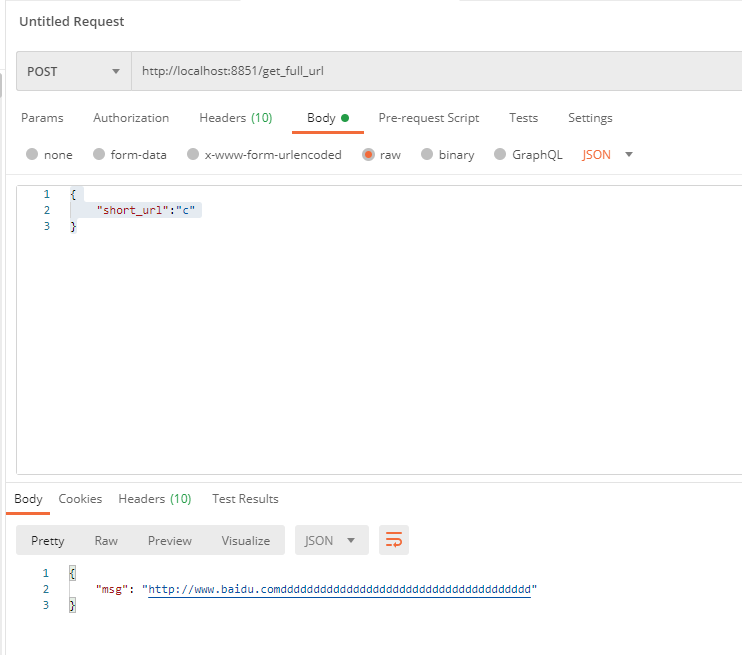 Untitled Request
POST http://localhost:8851/get_full_url
Params Authorization Headers (10) Body Pre-request Script Tests Settings
none form-data x-www-form-urlencoded raw binary GraphQL JSON
1 {
2 "short_url":"c"
3 }
Body Cookies Headers (10) Test Results
Pretty Raw Preview Visualize JSON
1 {
2 "msg": "http://www.baidu.comddddddddddddddddddddddddddddddddddddddd"
3 }